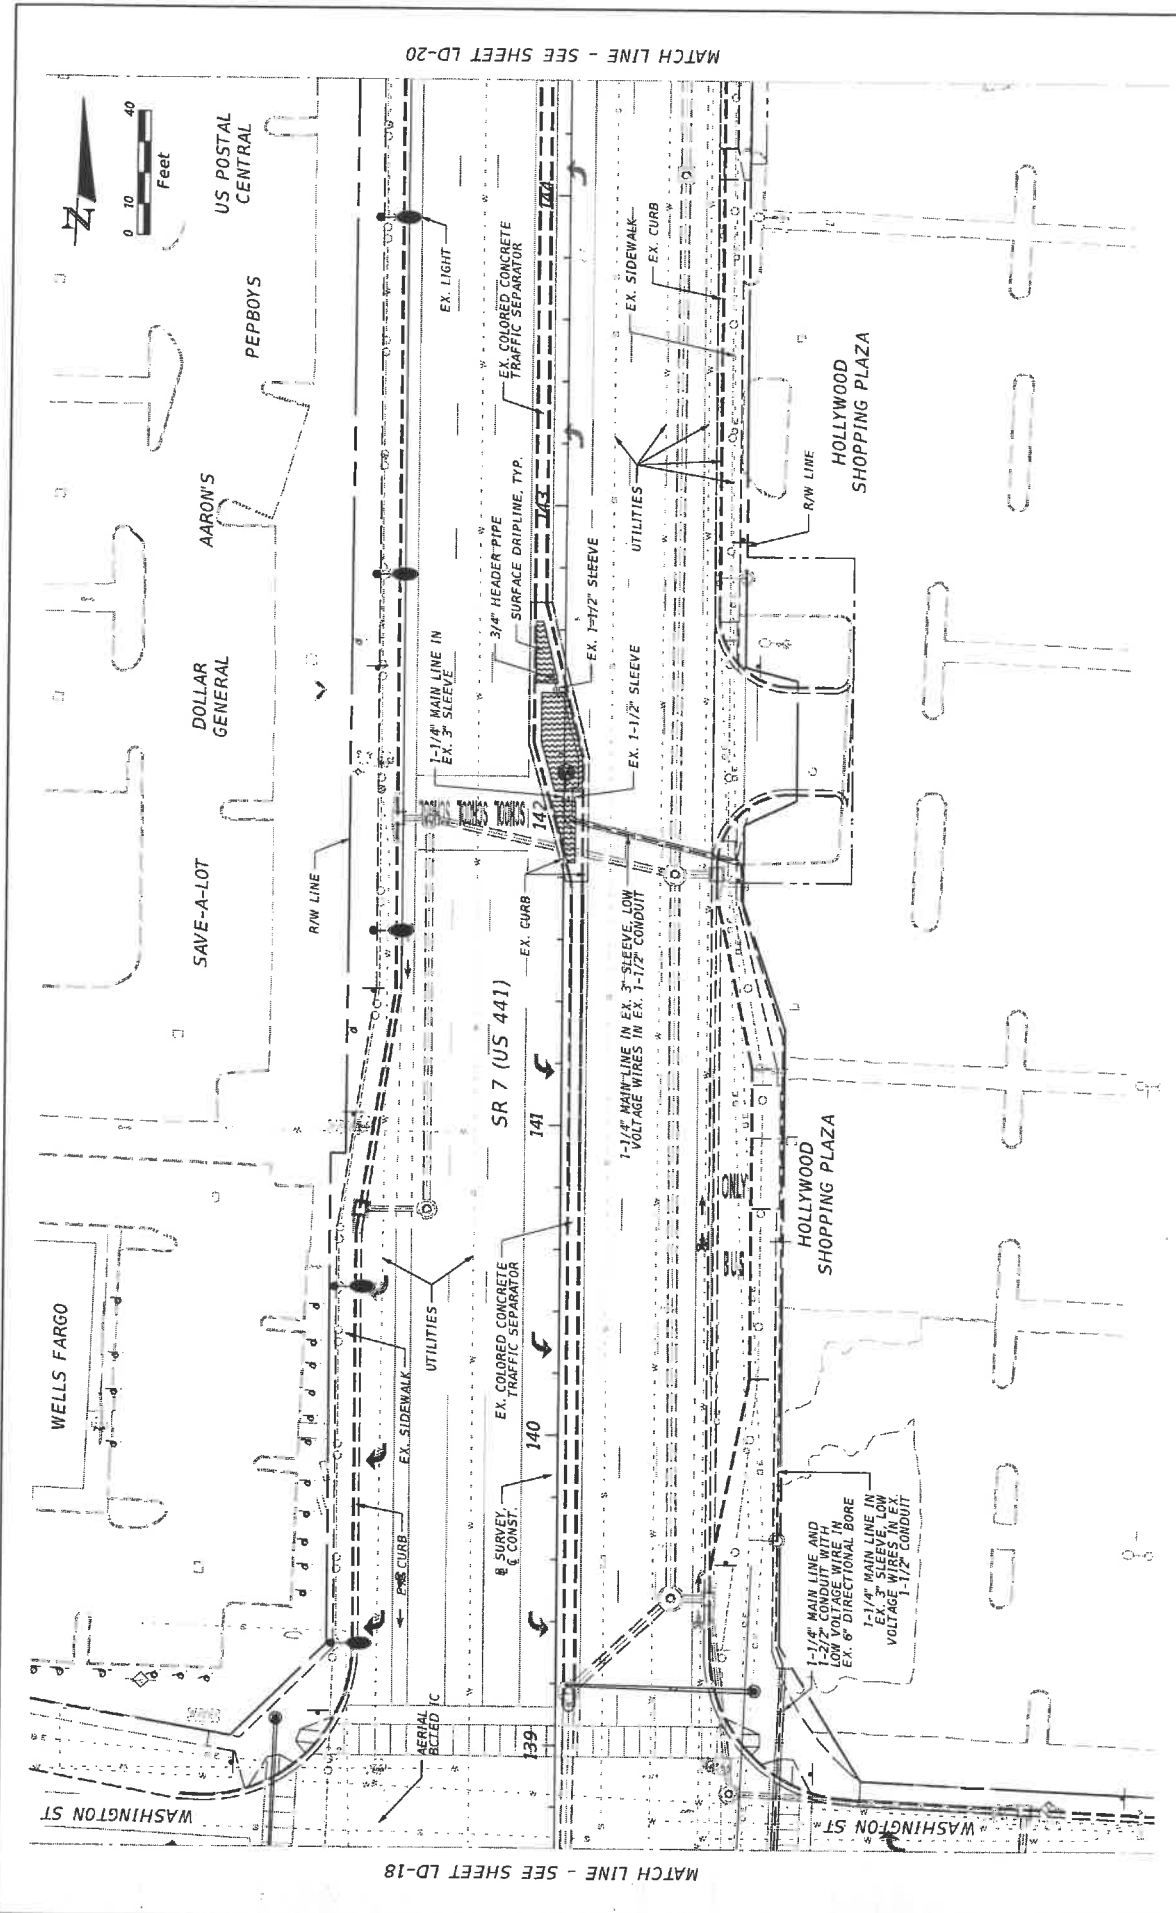 MATCH LINE - SEE SHEET LD-20
N
0 10 40
Feet
US POSTAL
CENTRAL
PEPBOYS
AARON'S
DOLLAR
GENERAL
SAVE-A-LOT
WELLS FARGO
R/W LINE
EX. LIGHT
EX. COLORED CONCRETE
TRAFFIC SEPARATOR
144
143
142
141
140
139
3/4" HEADER PIPE
SURFACE DRIPLINE, TYP.
1-1/4" MAIN LINE IN
EX. 3" SLEEVE
EX. 1-1/2" SLEEVE
EX. 1-1/2" SLEEVE
SCHOOL SCHOOL SCHOOL
EX. SIDEWALK
EX. CURB
UTILITIES
HOLLYWOOD
SHOPPING PLAZA
R/W LINE
EX. CURB
SR 7 (US 441)
1-1/4" MAIN LINE IN EX. 3" SLEEVE, LOW
VOLTAGE WIRES IN EX. 1-1/2" CONDUIT
ONLY
BUS
HOLLYWOOD
SHOPPING PLAZA
UTILITIES
EX. COLORED CONCRETE
TRAFFIC SEPARATOR
EX. SIDEWALK
CURB
SURVEY,
CONST.
AERIAL
1-1/4" MAIN LINE AND
1-2/2" CONDUIT WITH
LOW VOLTAGE WIRE IN
EX. 6" DIRECTIONAL BORE
1-1/4" MAIN LINE IN
EX. 3" SLEEVE, LOW
VOLTAGE WIRES IN EX.
1-1/2" CONDUIT
WASHINGTON ST
WASHINGTON ST
MATCH LINE - SEE SHEET LD-18